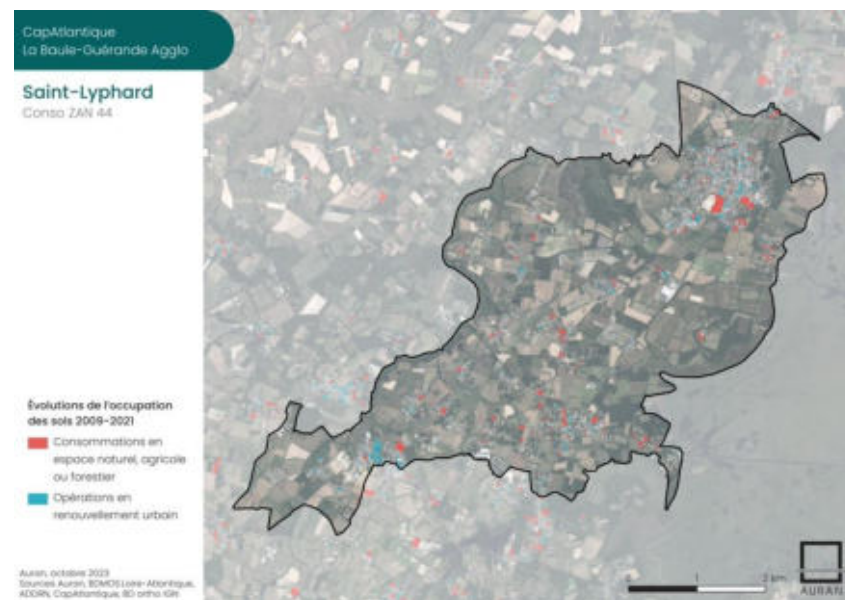 CapAtlantique
La Baule-Guérande Agglo
Saint-Lyphard
Conso ZAN 44
Évolutions de l'occupation
des sols 2009-2021
Consommations en
espace naturel, agricole
ou forestier
Opérations en
renouvellement urbain
Auran, octobre 2023
Sources Auran, BDMOS Loire-Atlantique,
ADDRN, CapAtlantique, BD ortho IGN
0 1 2 km
AURAN